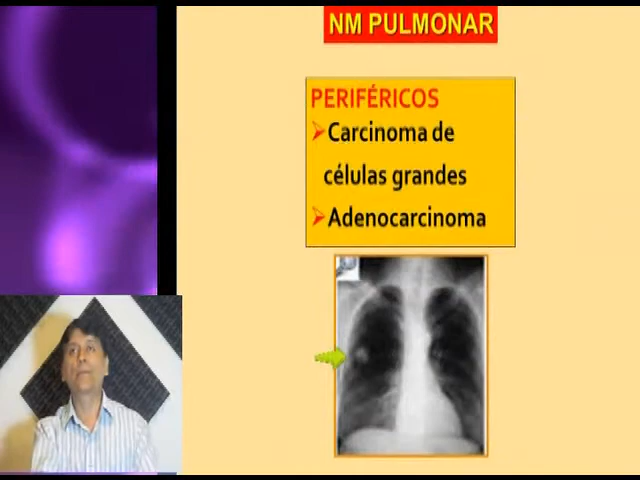 NM PULMONAR
PERIFÉRICOS
Carcinoma de
células grandes
Adenocarcinoma